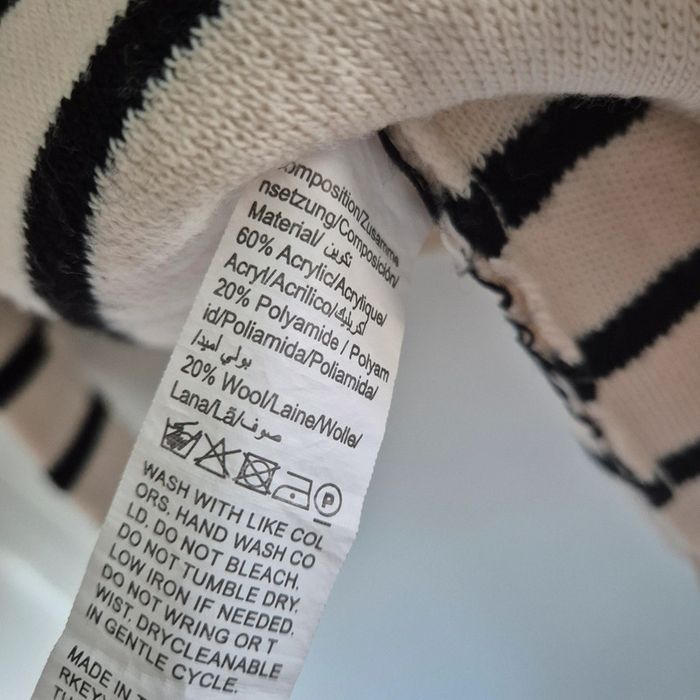 omposition/Zusamme
nsetzung/Composición/
Material/ تكوين
60% Acrylic/Acrylique/
Acryl/Acrílico/أكريليك
20% Polyamide / Polyam
id/Poliamida/Poliamida/
بولي أميد/
20% Wool/Laine/Wolle/
Lana/Lã/صوف
P
WASH WITH LIKE COL
ORS. HAND WASH CO
LD. DO NOT BLEACH.
DO NOT TUMBLE DRY.
LOW IRON IF NEEDED.
DO NOT WRING OR T
WIST. DRYCLEANABLE
IN GENTLE CYCLE.
MADE IN T
RKEY